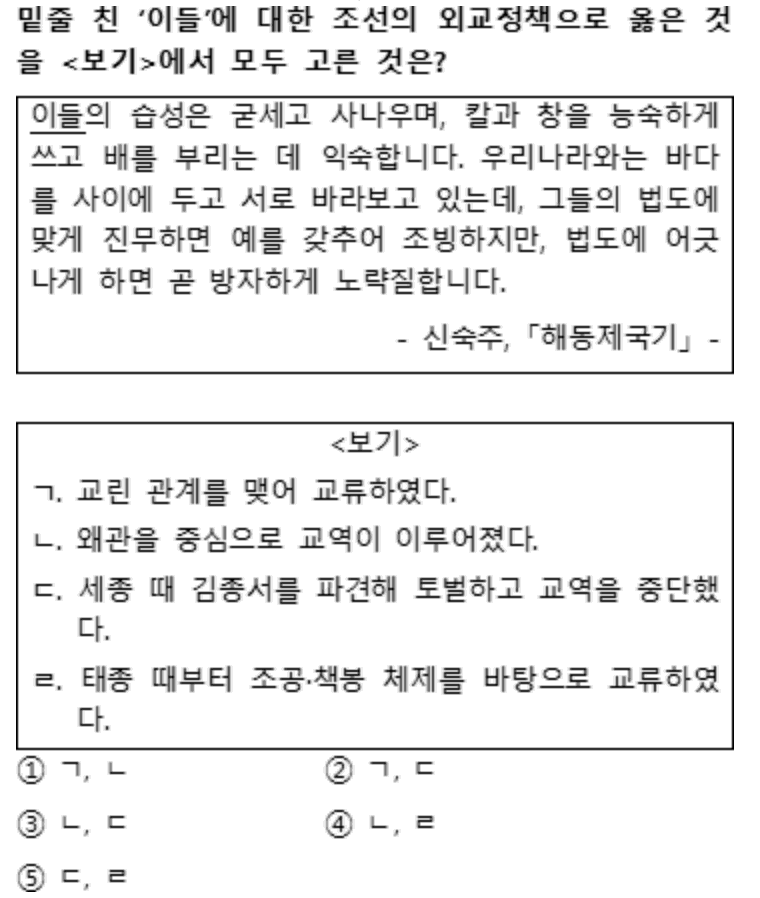 밑줄 친 ‘이들’에 대한 조선의 외교정책으로 옳은 것
을 <보기>에서 모두 고른 것은?
이들의 습성은 굳세고 사나우며, 칼과 창을 능숙하게
쓰고 배를 부리는 데 익숙합니다. 우리나라와는 바다
를 사이에 두고 서로 바라보고 있는데, 그들의 법도에
맞게 진무하면 예를 갖추어 조빙하지만, 법도에 어긋
나게 하면 곧 방자하게 노략질합니다.
- 신숙주, 「해동제국기」 -
<보기>
ㄱ. 교린 관계를 맺어 교류하였다.
ㄴ. 왜관을 중심으로 교역이 이루어졌다.
ㄷ. 세종 때 김종서를 파견해 토벌하고 교역을 중단했
다.
ㄹ. 태종 때부터 조공·책봉 체제를 바탕으로 교류하였
다.
① ㄱ, ㄴ ② ㄱ, ㄷ
③ ㄴ, ㄷ ④ ㄴ, ㄹ
⑤ ㄷ, ㄹ